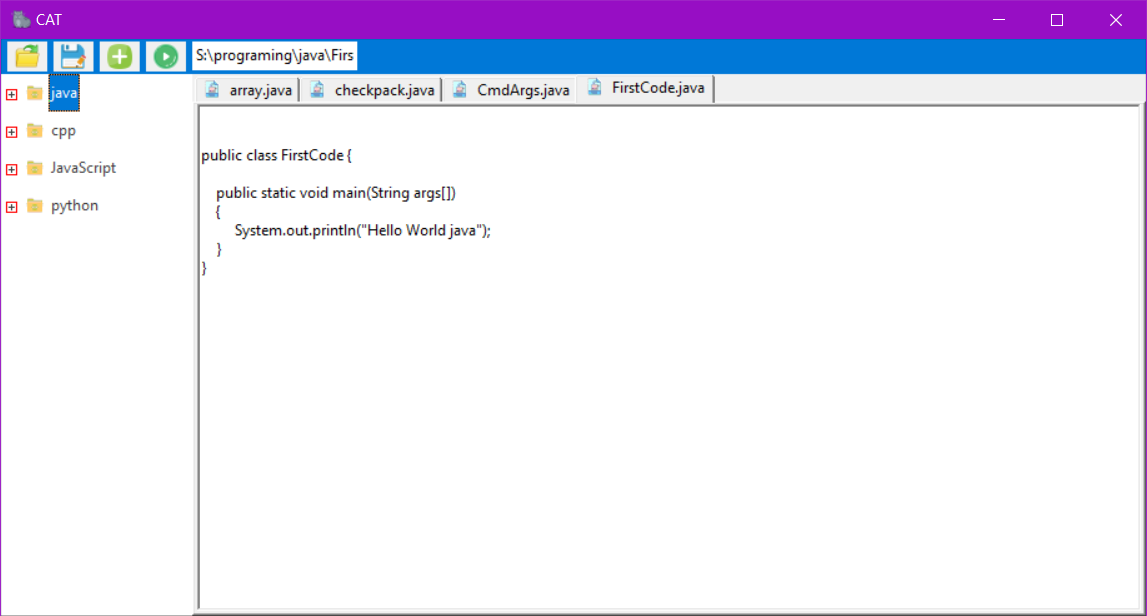 CAT
S:\programing\java\Firs
java
cpp
JavaScript
python
array.java checkpack.java CmdArgs.java FirstCode.java
public class FirstCode {
public static void main(String args[])
{
System.out.println("Hello World java");
}
}